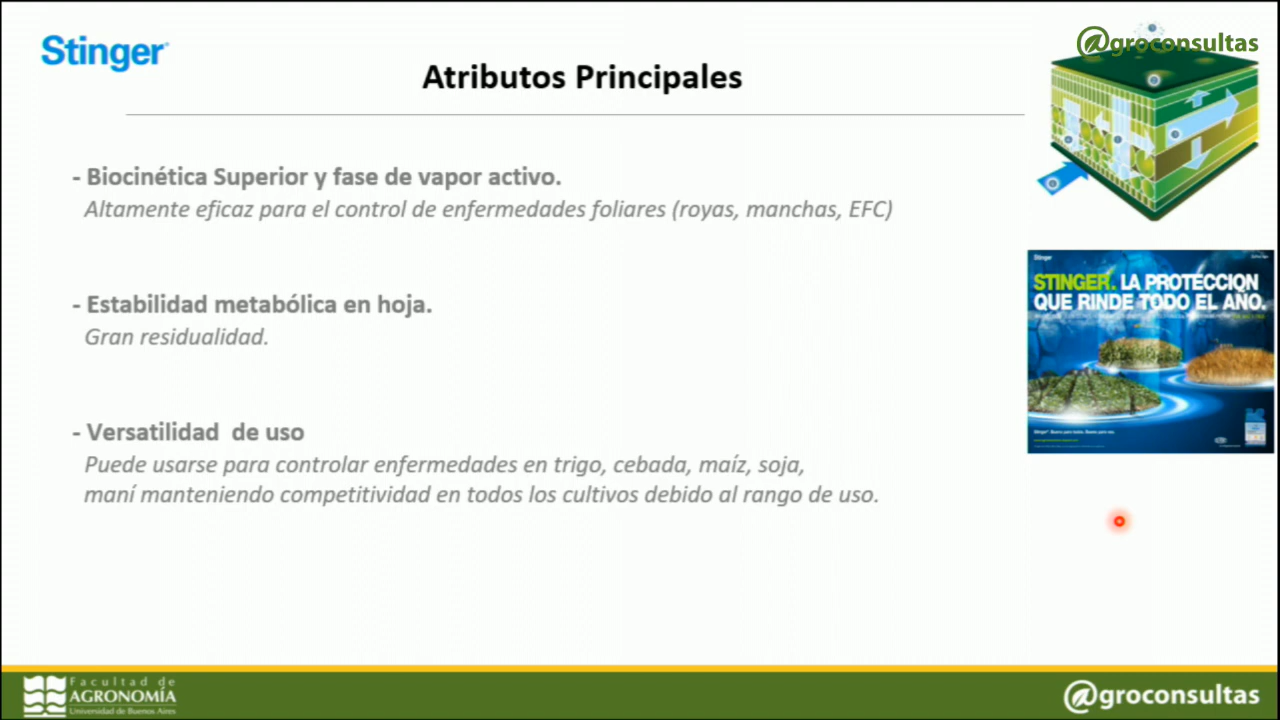 Stinger
@groconsultas
Atributos Principales
- Biocinética Superior y fase de vapor activo.
Altamente eficaz para el control de enfermedades foliares (royas, manchas, EFC)
- Estabilidad metabólica en hoja.
Gran residualidad.
- Versatilidad de uso
Puede usarse para controlar enfermedades en trigo, cebada, maíz, soja,
maní manteniendo competitividad en todos los cultivos debido al rango de uso.
Stinger
STINGER. LA PROTECCION
QUE RINDE TODO EL AÑO.
Facultad de
AGRONOMÍA
Universidad de Buenos Aires
@groconsultas